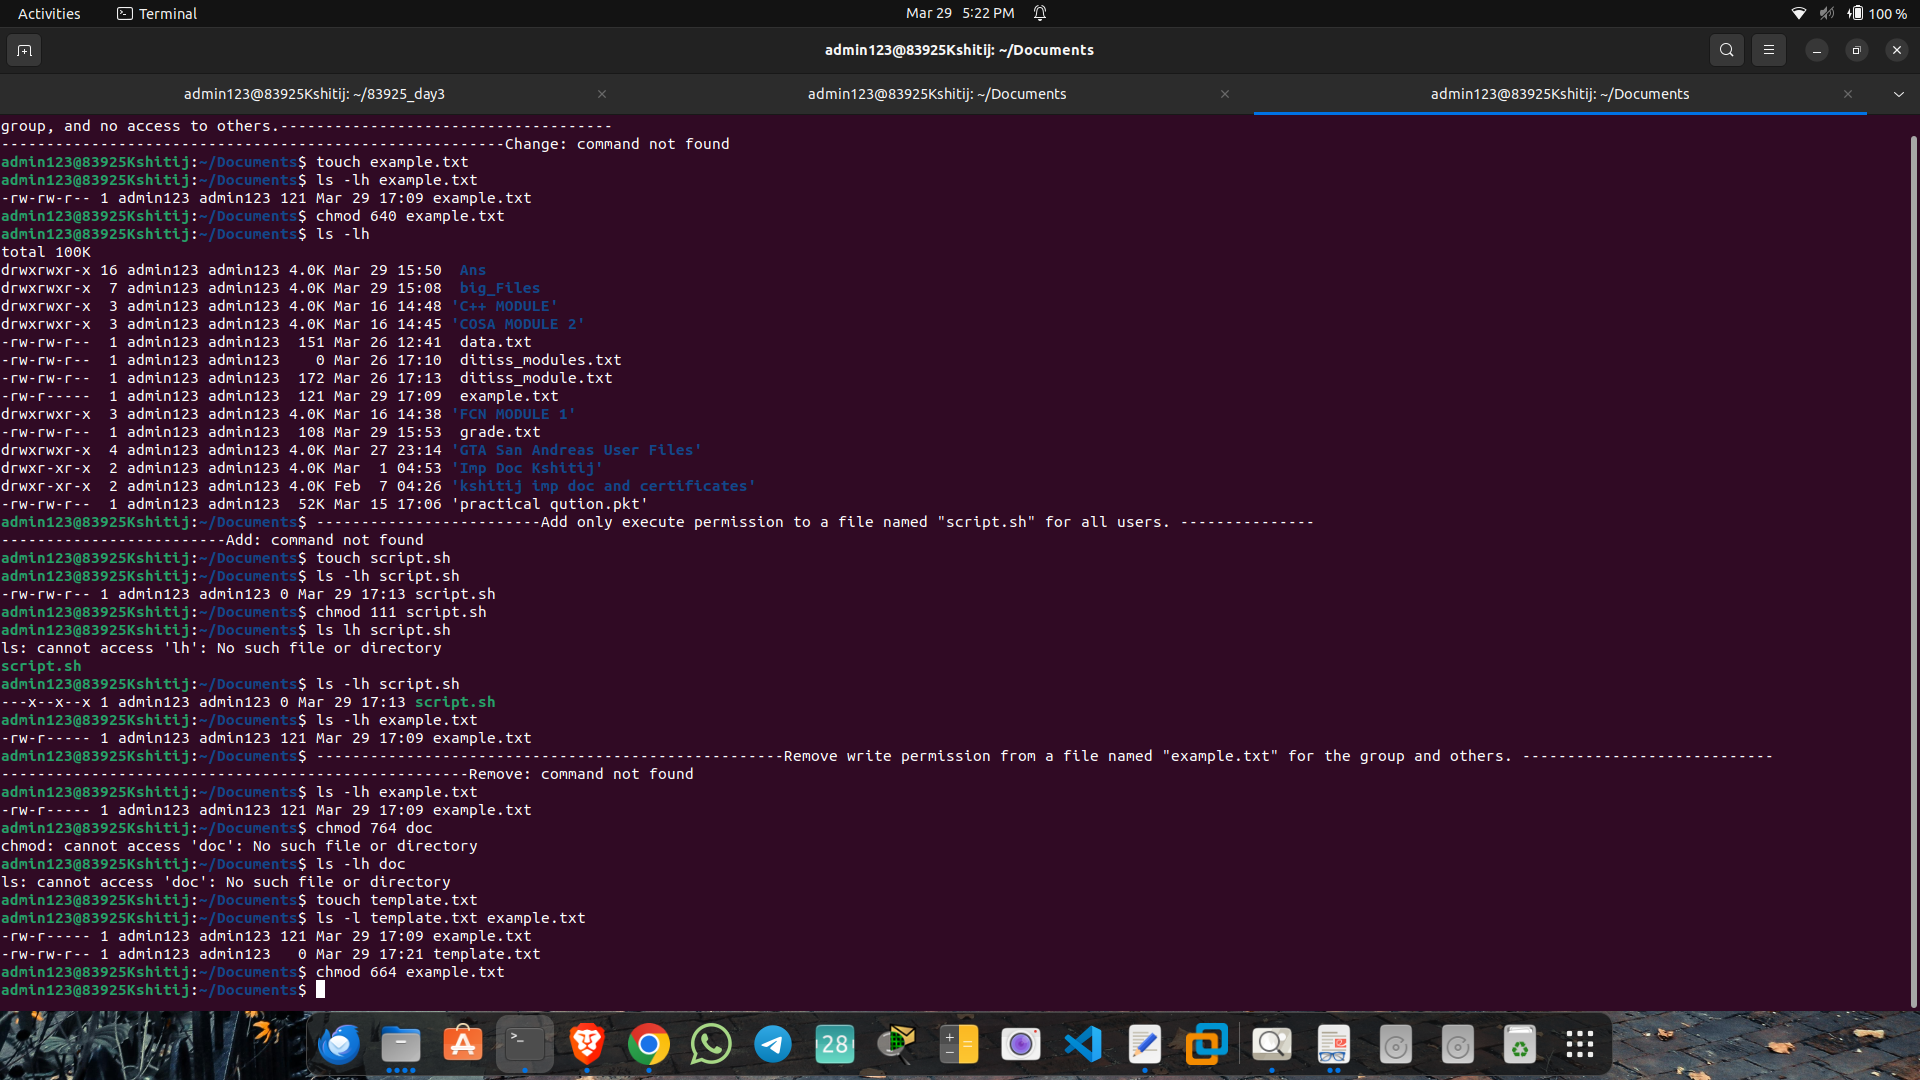 Activities
Terminal
Mar 29 5:22 PM
100 %
admin123@83925Kshitij: ~/Documents
admin123@83925Kshitij: ~/83925_day3
admin123@83925Kshitij: ~/Documents
admin123@83925Kshitij: ~/Documents
group, and no access to others.-------------------------------------
--------------------------------------------------------Change: command not found
admin123@83925Kshitij:~/Documents$ touch example.txt
admin123@83925Kshitij:~/Documents$ ls -lh example.txt
-rw-rw-r-- 1 admin123 admin123 121 Mar 29 17:09 example.txt
admin123@83925Kshitij:~/Documents$ chmod 640 example.txt
admin123@83925Kshitij:~/Documents$ ls -lh
total 100K
drwxrwxr-x 16 admin123 admin123 4.0K Mar 29 15:50  Ans
drwxrwxr-x  7 admin123 admin123 4.0K Mar 29 15:08  big_Files
drwxrwxr-x  3 admin123 admin123 4.0K Mar 16 14:48 'C++ MODULE'
drwxrwxr-x  3 admin123 admin123 4.0K Mar 16 14:45 'COSA MODULE 2'
-rw-rw-r--  1 admin123 admin123  151 Mar 26 12:41  data.txt
-rw-rw-r--  1 admin123 admin123    0 Mar 26 17:10  ditiss_modules.txt
-rw-rw-r--  1 admin123 admin123  172 Mar 26 17:13  ditiss_module.txt
-rw-r-----  1 admin123 admin123  121 Mar 29 17:09  example.txt
drwxrwxr-x  3 admin123 admin123 4.0K Mar 16 14:38 'FCN MODULE 1'
-rw-rw-r--  1 admin123 admin123  108 Mar 29 15:53  grade.txt
drwxrwxr-x  4 admin123 admin123 4.0K Mar 27 23:14 'GTA San Andreas User Files'
drwxr-xr-x  2 admin123 admin123 4.0K Mar  1 04:53 'Imp Doc Kshitij'
drwxr-xr-x  2 admin123 admin123 4.0K Feb  7 04:26 'kshitij imp doc and certificates'
-rw-rw-r--  1 admin123 admin123  52K Mar 15 17:06 'practical qution.pkt'
admin123@83925Kshitij:~/Documents$ -------------------------Add only execute permission to a file named "script.sh" for all users. ---------------
-------------------------Add: command not found
admin123@83925Kshitij:~/Documents$ touch script.sh
admin123@83925Kshitij:~/Documents$ ls -lh script.sh
-rw-rw-r-- 1 admin123 admin123 0 Mar 29 17:13 script.sh
admin123@83925Kshitij:~/Documents$ chmod 111 script.sh
admin123@83925Kshitij:~/Documents$ ls lh script.sh
ls: cannot access 'lh': No such file or directory
script.sh
admin123@83925Kshitij:~/Documents$ ls -lh script.sh
---x--x--x 1 admin123 admin123 0 Mar 29 17:13 script.sh
admin123@83925Kshitij:~/Documents$ ls -lh example.txt
-rw-r----- 1 admin123 admin123 121 Mar 29 17:09 example.txt
admin123@83925Kshitij:~/Documents$ ----------------------------------------------------Remove write permission from a file named "example.txt" for the group and others. ----------------------------
----------------------------------------------------Remove: command not found
admin123@83925Kshitij:~/Documents$ ls -lh example.txt
-rw-r----- 1 admin123 admin123 121 Mar 29 17:09 example.txt
admin123@83925Kshitij:~/Documents$ chmod 764 doc
chmod: cannot access 'doc': No such file or directory
admin123@83925Kshitij:~/Documents$ ls -lh doc
ls: cannot access 'doc': No such file or directory
admin123@83925Kshitij:~/Documents$ touch template.txt
admin123@83925Kshitij:~/Documents$ ls -l template.txt example.txt
-rw-r----- 1 admin123 admin123 121 Mar 29 17:09 example.txt
-rw-rw-r-- 1 admin123 admin123   0 Mar 29 17:21 template.txt
admin123@83925Kshitij:~/Documents$ chmod 664 example.txt
admin123@83925Kshitij:~/Documents$
28